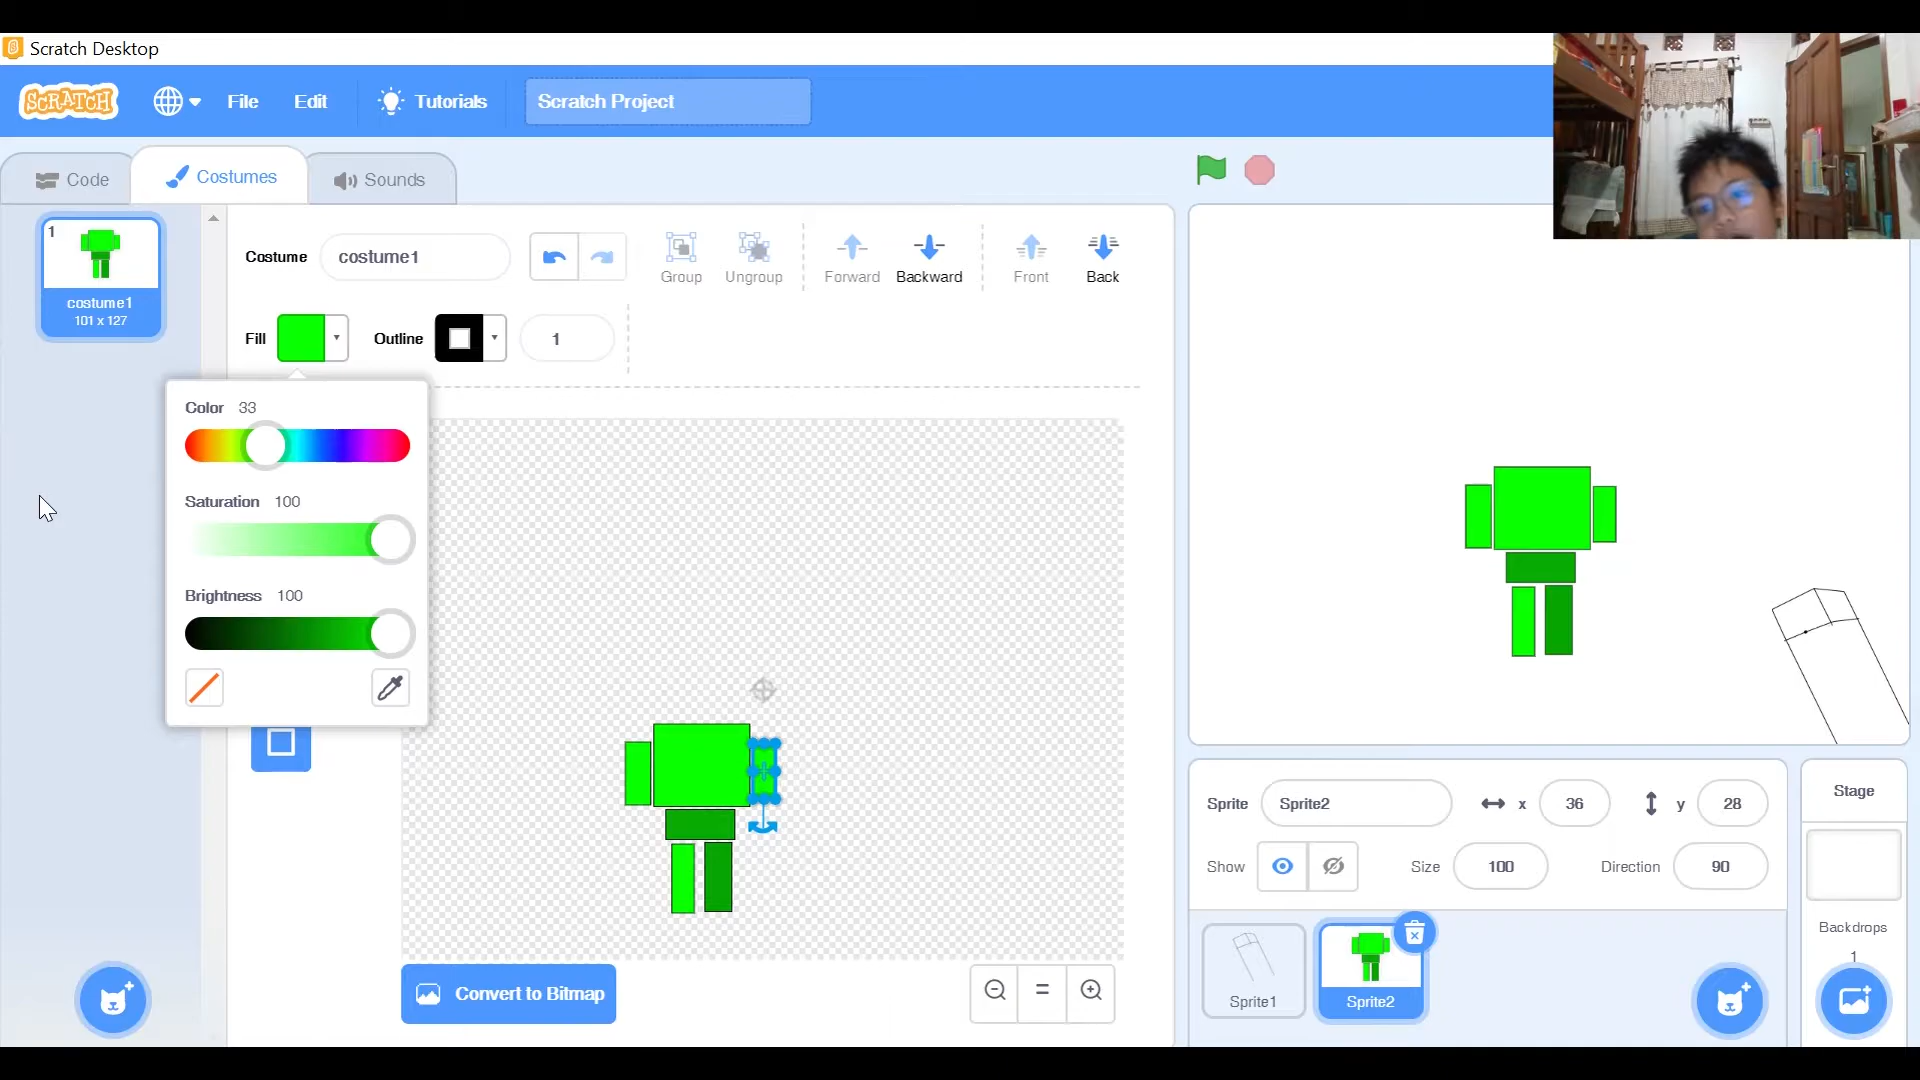 Scratch Desktop
SCRATCH
File
Edit
Tutorials
Scratch Project
Code
Costumes
Sounds
1
costume1
101 x 127
Costume
costume1
Group
Ungroup
Forward
Backward
Front
Back
Fill
Outline
1
Color 33
Saturation 100
Brightness 100
Convert to Bitmap
Sprite
Sprite2
x
36
y
28
Show
Size
100
Direction
90
Sprite1
Sprite2
Stage
Backdrops
1